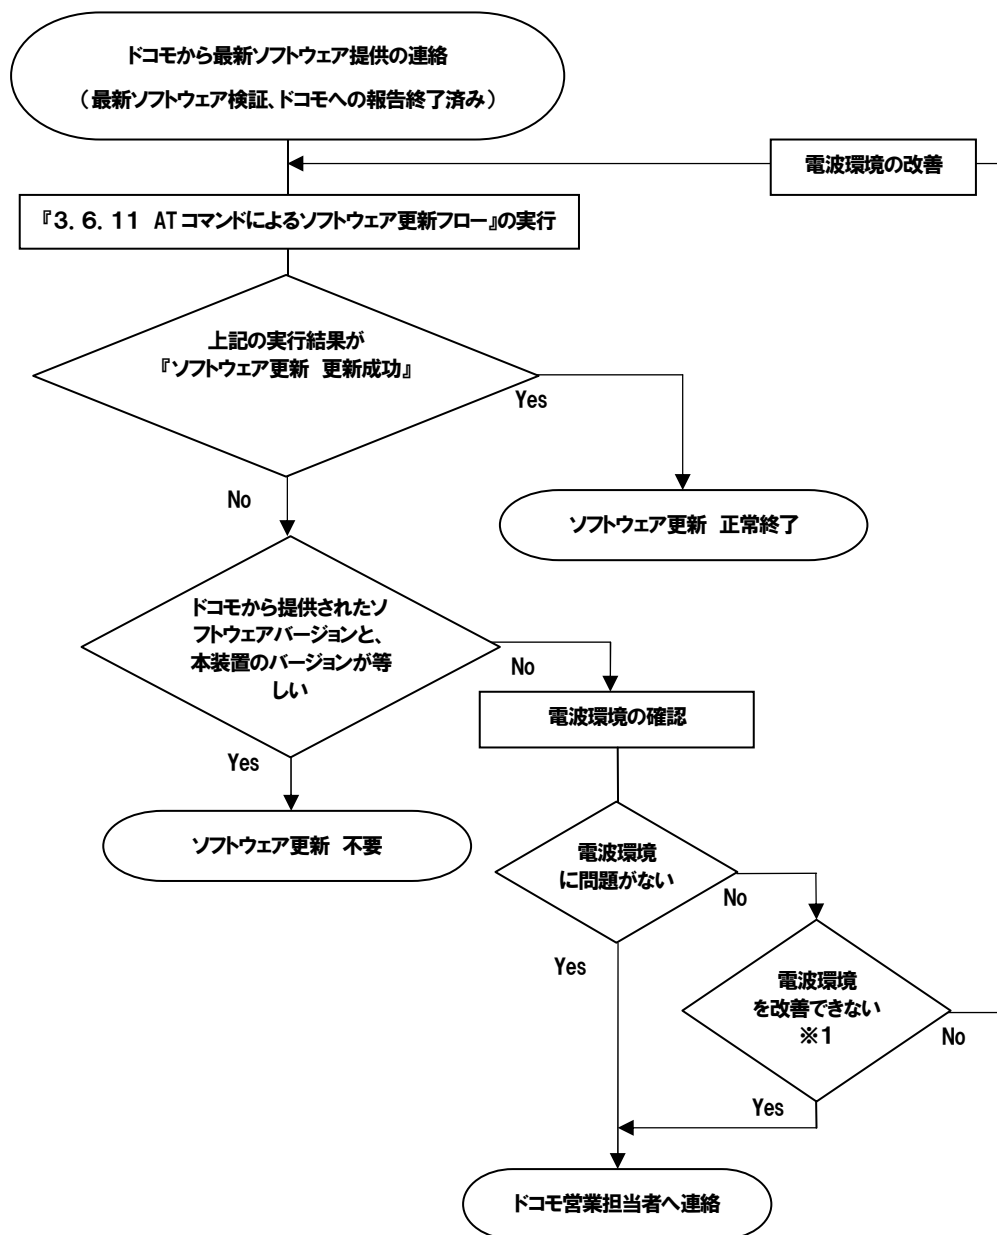 ドコモから最新ソフトウェア提供の連絡
（最新ソフトウェア検証、ドコモへの報告終了済み）
電波環境の改善
『３．６．１１ ATコマンドによるソフトウェア更新フロー』の実行
上記の実行結果が
『ソフトウェア更新 更新成功』
Yes
No
ソフトウェア更新 正常終了
ドコモから提供されたソ
フトウェアバージョンと、
本装置のバージョンが等
しい
No
電波環境の確認
Yes
ソフトウェア更新 不要
電波環境
に問題がない
No
Yes
電波環境
を改善できない
※１
No
Yes
ドコモ営業担当者へ連絡